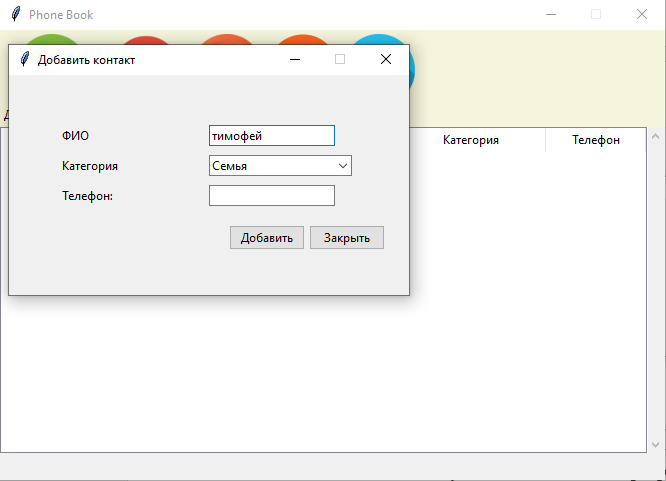 Phone Book
Добавить контакт
ФИО
тимофей
Категория
Семья
Телефон:
Добавить
Закрыть
Категория
Телефон